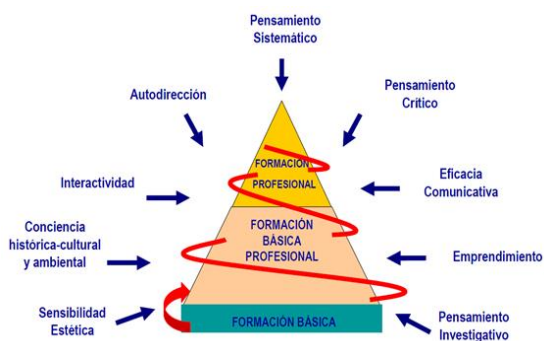 Pensamiento
Sistemático
Autodirección
Pensamiento
Crítico
Interactividad
FORMACIÓN
PROFESIONAL
Eficacia
Comunicativa
Conciencia
histórica-cultural
y ambiental
FORMACIÓN
BÁSICA
PROFESIONAL
Emprendimiento
Sensibilidad
Estética
FORMACIÓN BÁSICA
Pensamiento
Investigativo